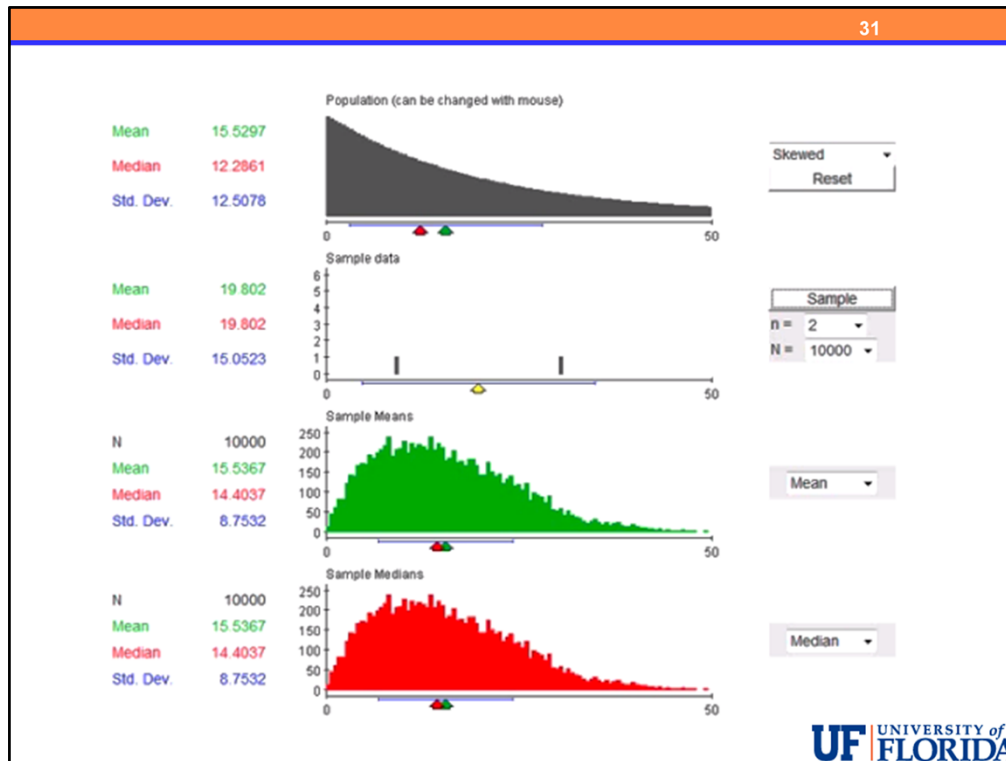 31
Population (can be changed with mouse)
Mean 15.5297
Median 12.2861
Std. Dev. 12.5078
0 50
Skewed
Reset
Sample data
Mean 19.802
Median 19.802
Std. Dev. 15.0523
6
5
4
3
2
1
0
0 50
Sample
n = 2
N = 10000
Sample Means
N 10000
Mean 15.5367
Median 14.4037
Std. Dev. 8.7532
250
200
150
100
50
0
0 50
Mean
Sample Medians
N 10000
Mean 15.5367
Median 14.4037
Std. Dev. 8.7532
250
200
150
100
50
0
0 50
Median
UF UNIVERSITY of
FLORIDA